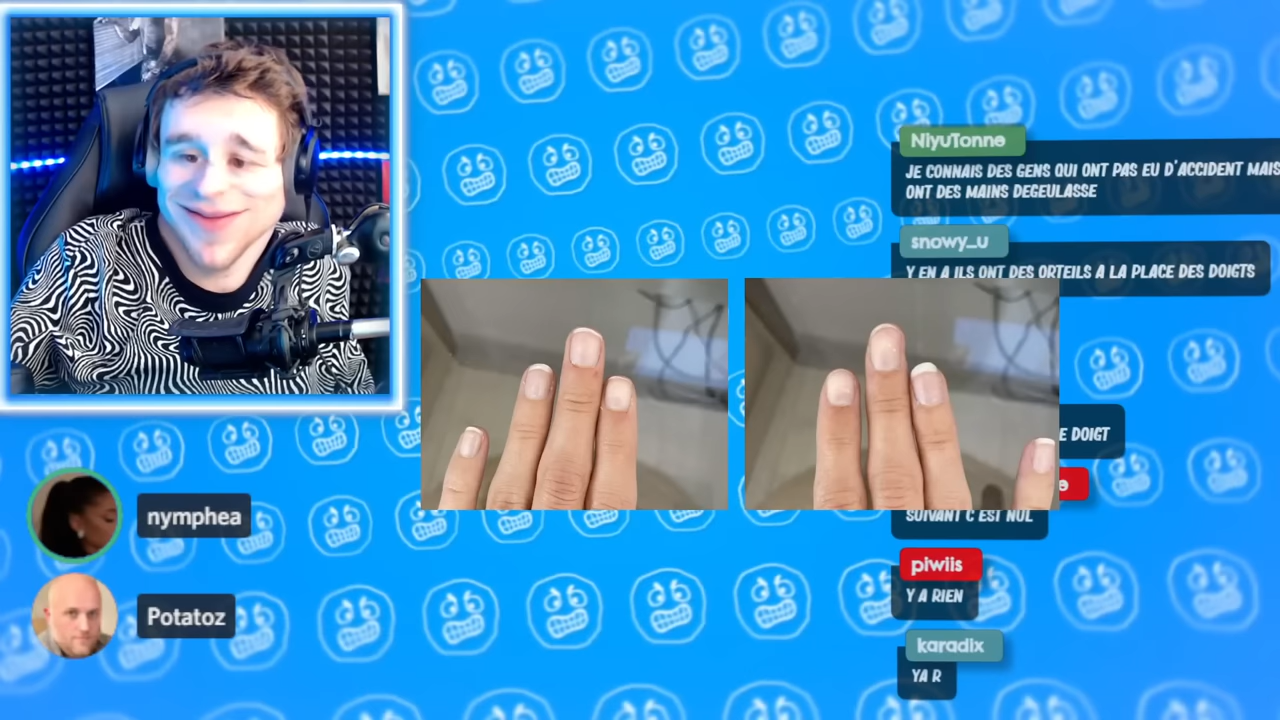 NiyuTonne
JE CONNAIS DES GENS QUI ONT PAS EU D'ACCIDENT MAIS
ONT DES MAINS DEGEULASSE
snowy_u
Y EN A ILS ONT DES ORTEILS A LA PLACE DES DOIGTS
E DOIGT
SUIVANT C EST NUL
nymphea
piwiis
Y A RIEN
Potatoz
karadix
YA R